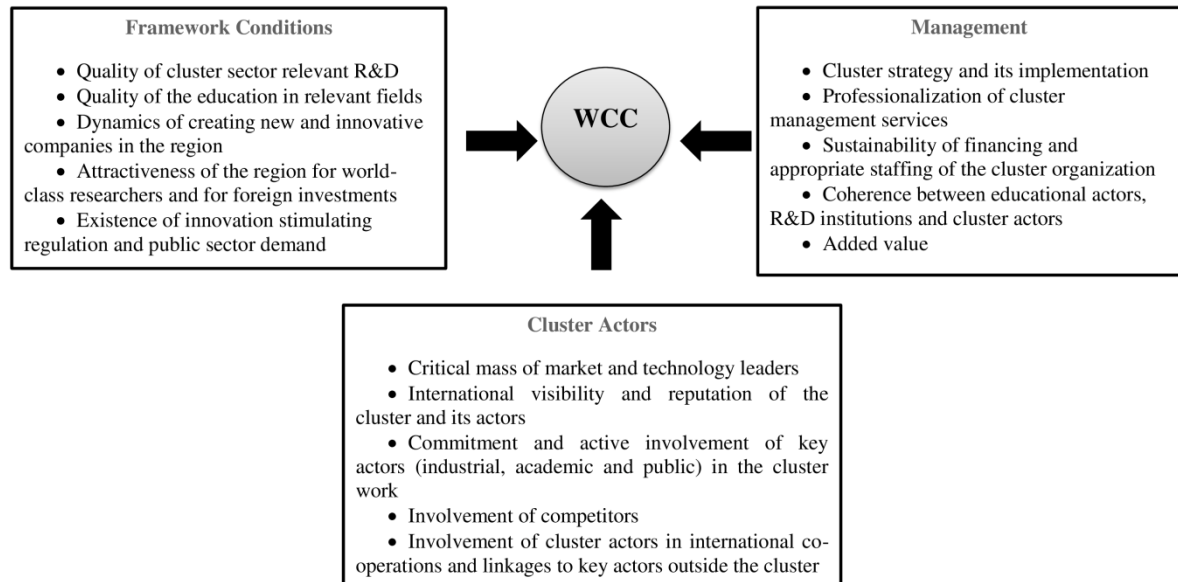 Framework Conditions
• Quality of cluster sector relevant R&D
• Quality of the education in relevant fields
• Dynamics of creating new and innovative
companies in the region
• Attractiveness of the region for world-
class researchers and for foreign investments
• Existence of innovation stimulating
regulation and public sector demand
WCC
Management
• Cluster strategy and its implementation
• Professionalization of cluster
management services
• Sustainability of financing and
appropriate staffing of the cluster organization
• Coherence between educational actors,
R&D institutions and cluster actors
• Added value
Cluster Actors
• Critical mass of market and technology leaders
• International visibility and reputation of the
cluster and its actors
• Commitment and active involvement of key
actors (industrial, academic and public) in the cluster
work
• Involvement of competitors
• Involvement of cluster actors in international co-
operations and linkages to key actors outside the cluster